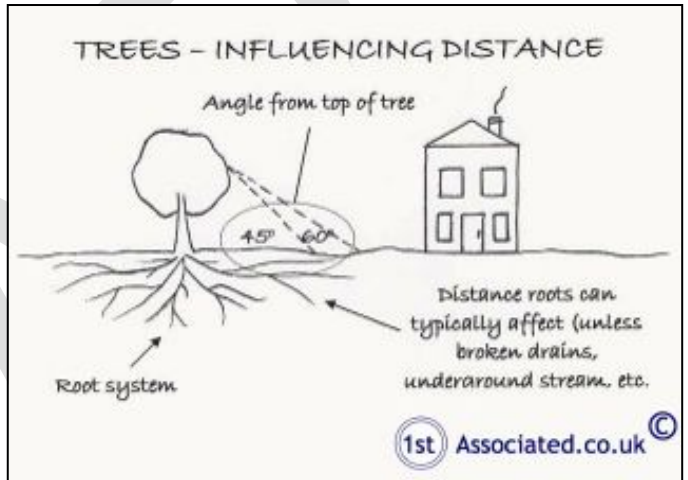 TREES – INFLUENCING DISTANCE
Angle from top of tree
45°
60°
Distance roots can
typically affect (unless
broken drains,
underaround stream, etc.
Root system
1st Associated.co.uk ©